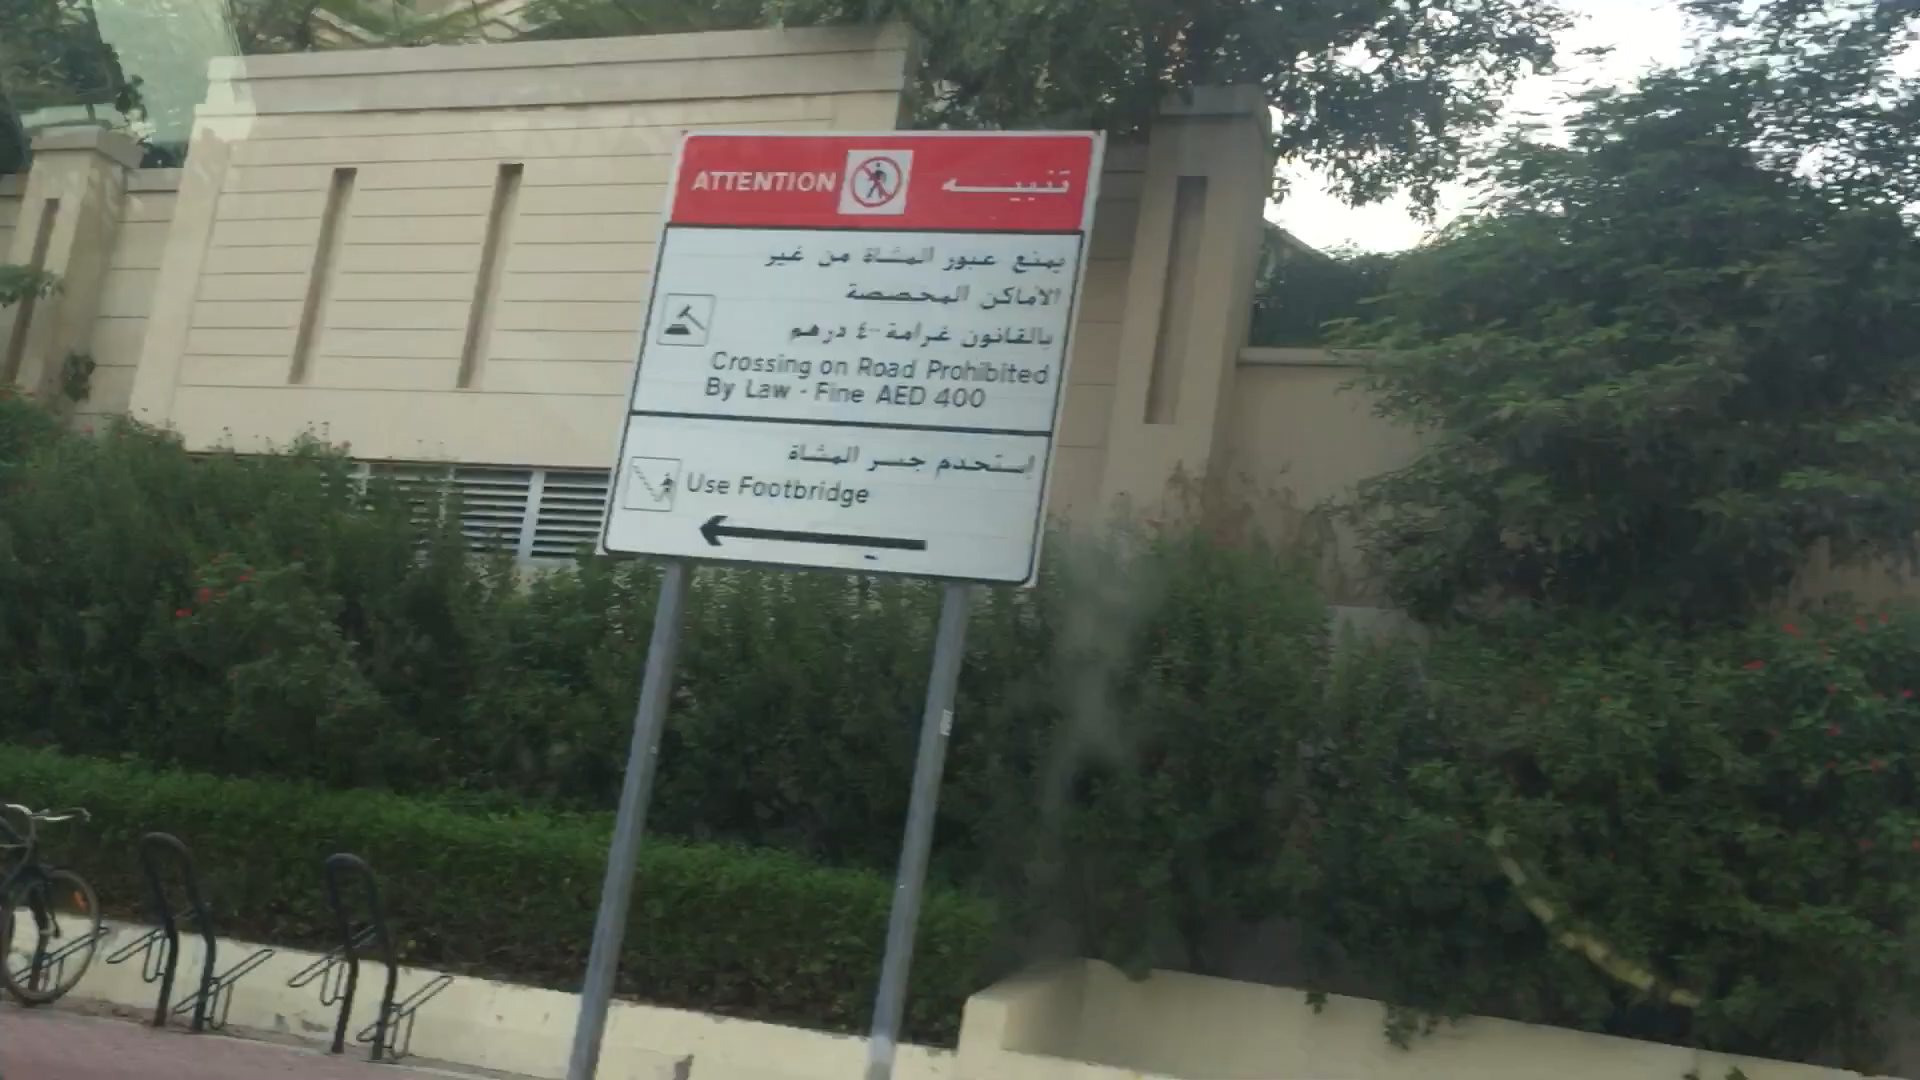 ATTENTION تنبيـــه
يمنع عبور المشاة من غير
الأماكن المخصصة
بالقانون غرامة ٤٠٠ درهم
Crossing on Road Prohibited
By Law - Fine AED 400
إستخدم جسر المشاة
Use Footbridge